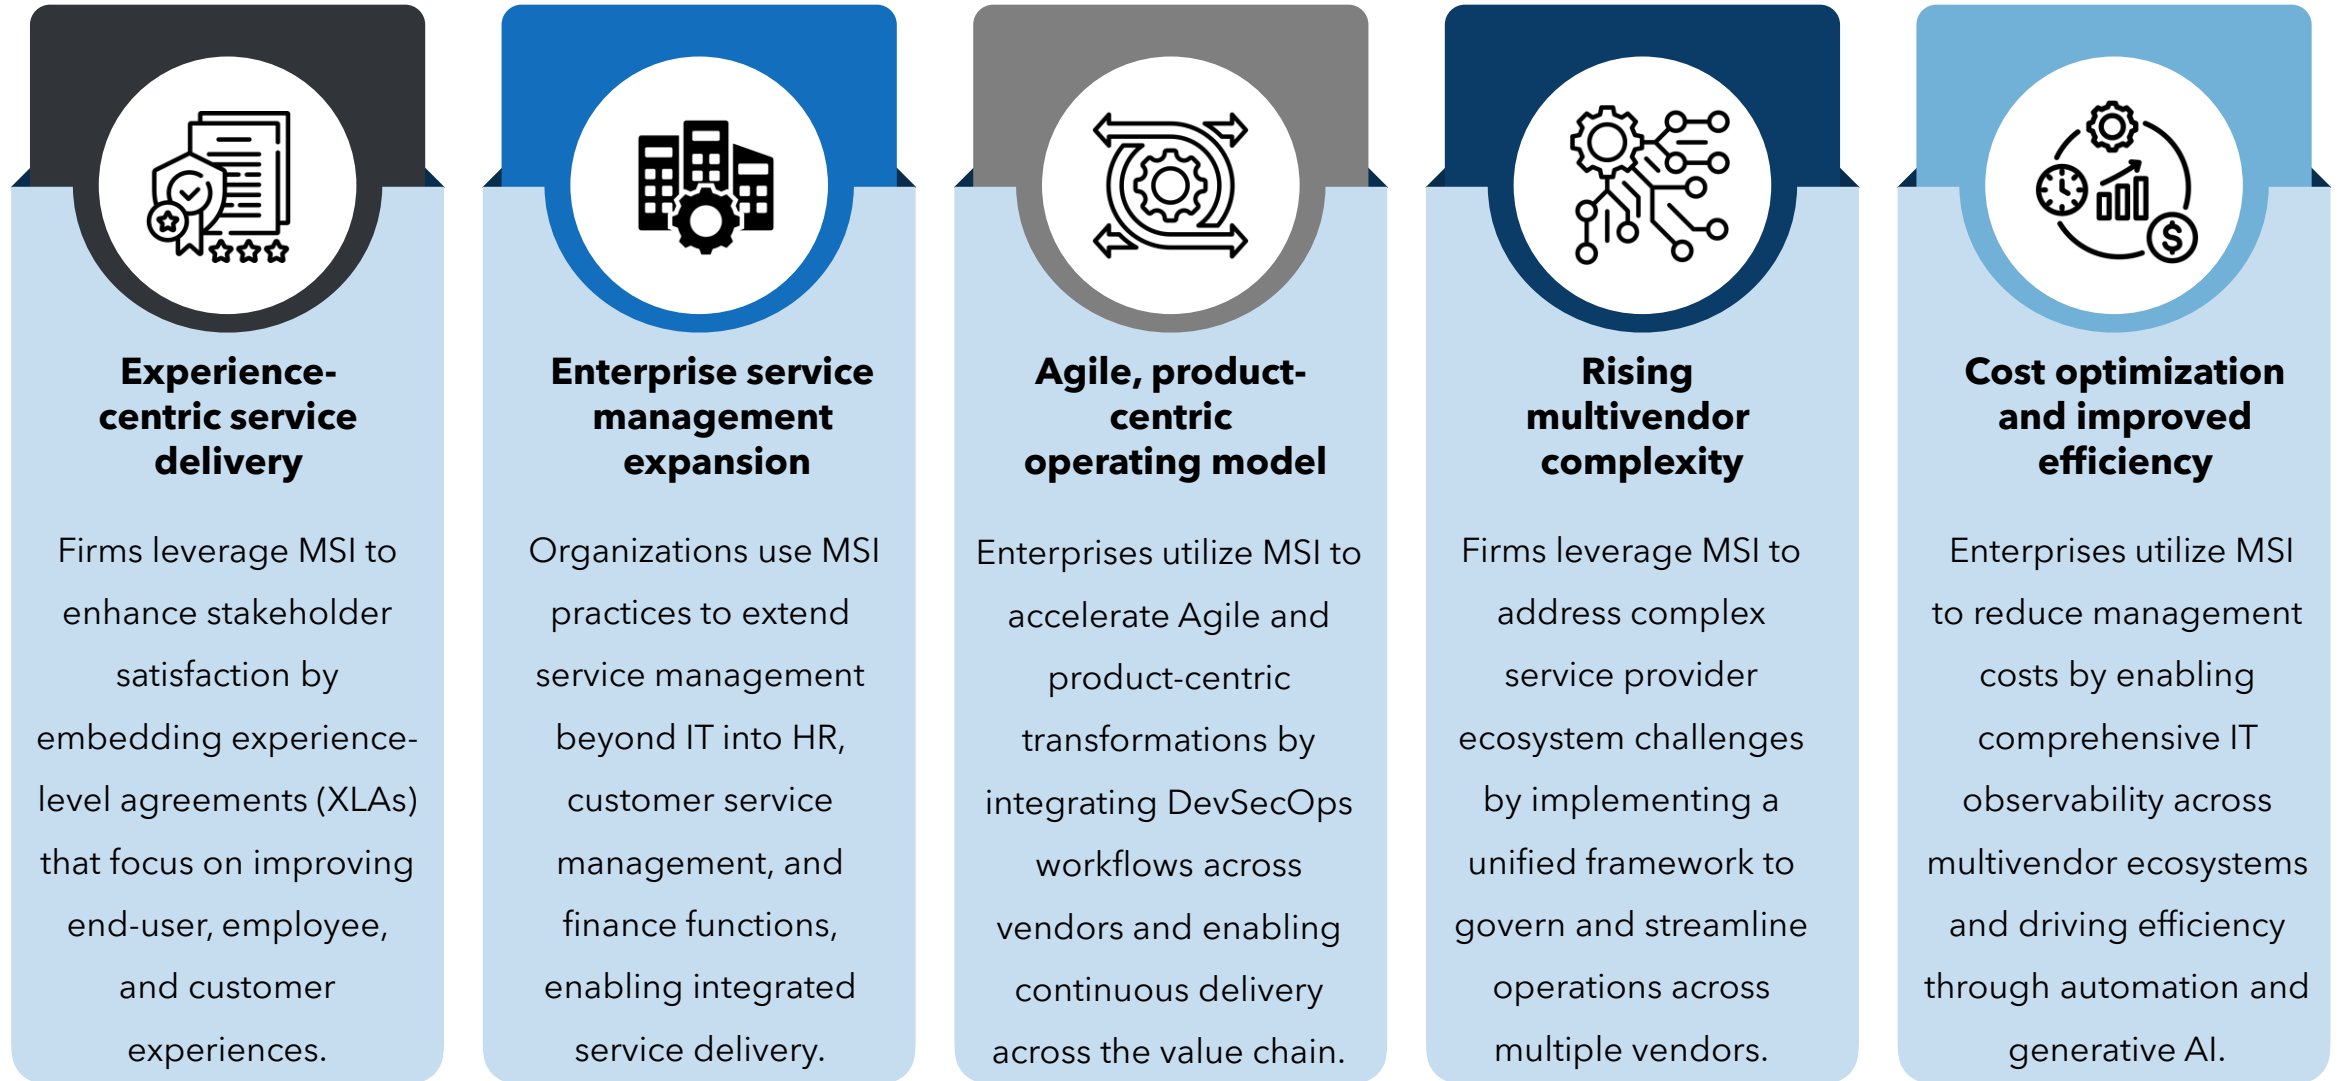 Experience-
centric service
delivery
Firms leverage MSI to
enhance stakeholder
satisfaction by
embedding experience-
level agreements (XLAs)
that focus on improving
end-user, employee,
and customer
experiences.
Enterprise service
management
expansion
Organizations use MSI
practices to extend
service management
beyond IT into HR,
customer service
management, and
finance functions,
enabling integrated
service delivery.
Agile, product-
centric
operating model
Enterprises utilize MSI to
accelerate Agile and
product-centric
transformations by
integrating DevSecOps
workflows across
vendors and enabling
continuous delivery
across the value chain.
Rising
multivendor
complexity
Firms leverage MSI to
address complex
service provider
ecosystem challenges
by implementing a
unified framework to
govern and streamline
operations across
multiple vendors.
Cost optimization
and improved
efficiency
Enterprises utilize MSI
to reduce management
costs by enabling
comprehensive IT
observability across
multivendor ecosystems
and driving efficiency
through automation and
generative AI.